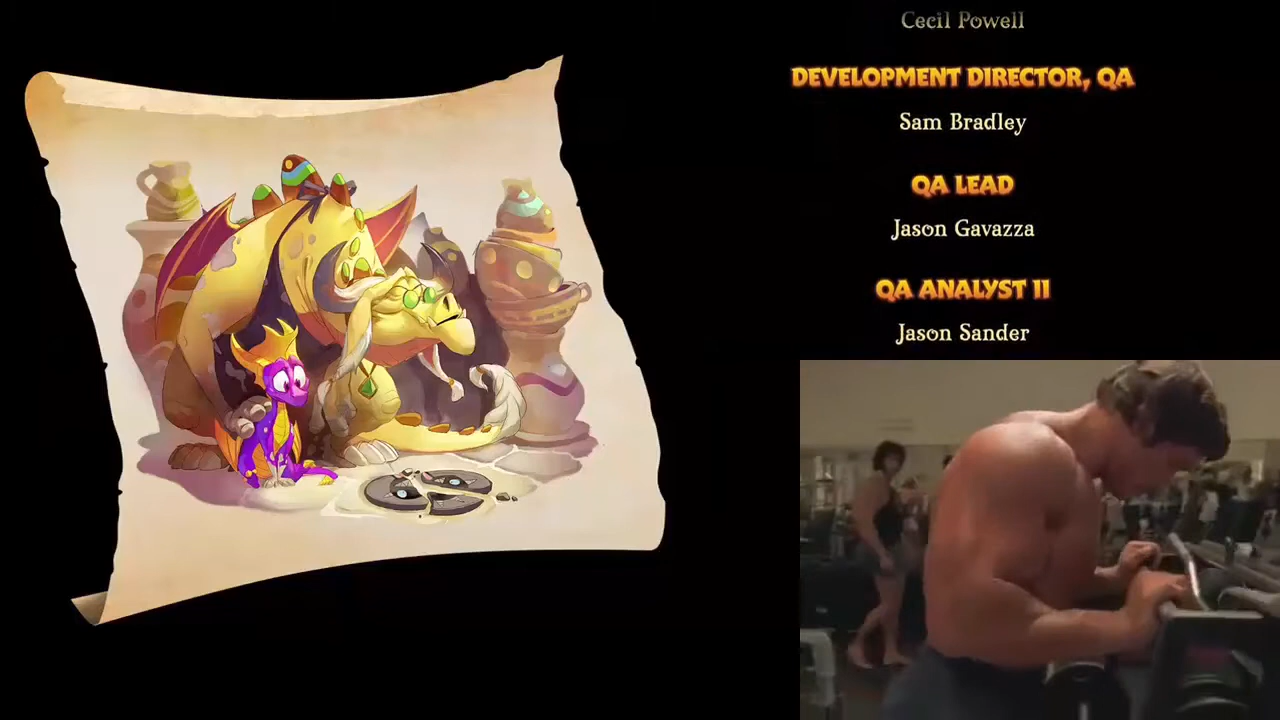 Cecil Powell
DEVELOPMENT DIRECTOR, QA
Sam Bradley
QA LEAD
Jason Gavazza
QA ANALYST II
Jason Sander